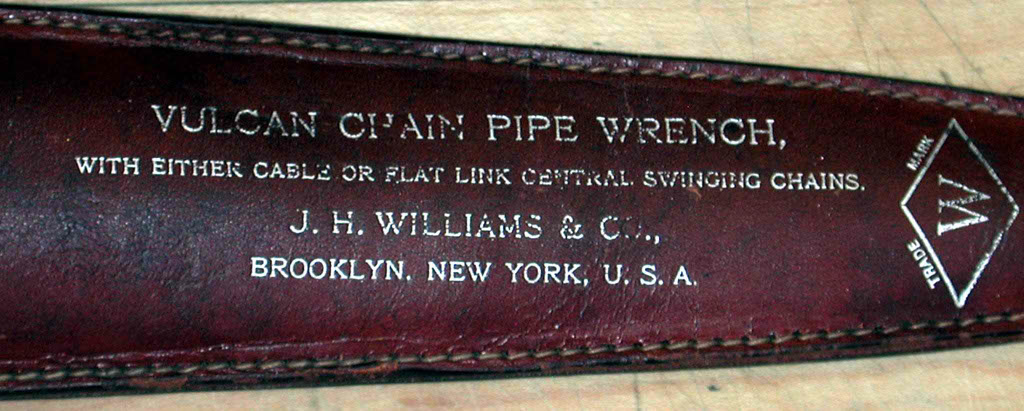 VULCAN CHAIN PIPE WRENCH,
WITH EITHER CABLE OR FLAT LINK CENTRAL SWINGING CHAINS.
J. H. WILLIAMS & CO.,
BROOKLYN. NEW YORK, U. S. A.
TRADE MARK
W